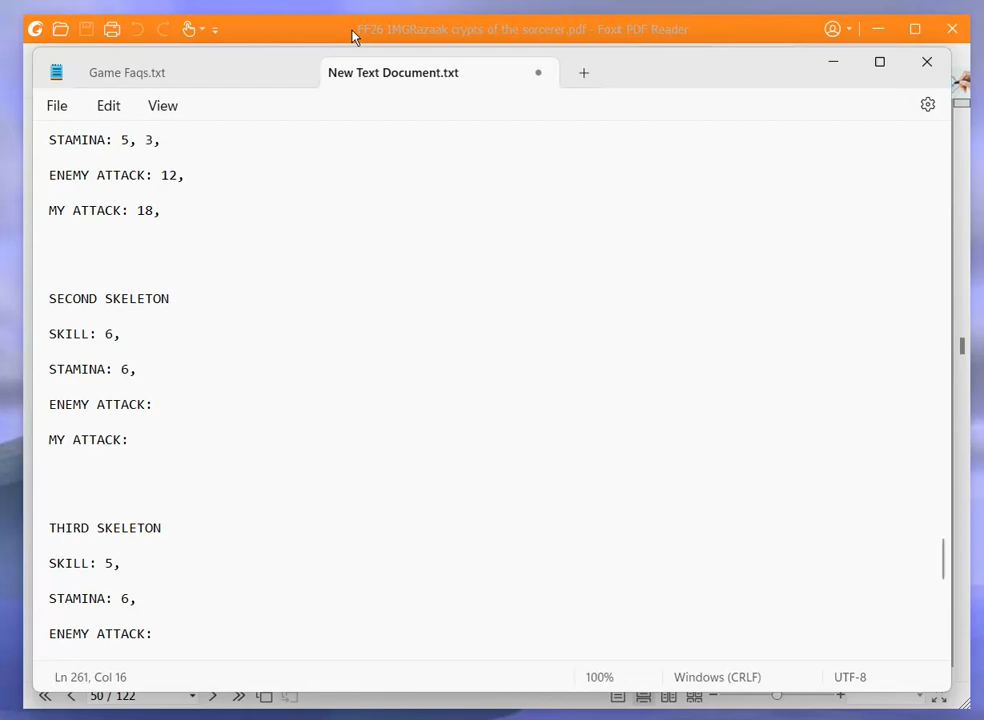 FF26 IMGRazaak crypts of the sorcerer.pdf - Foxit PDF Reader
Game Faqs.txt
New Text Document.txt
File Edit View
STAMINA: 5, 3,
ENEMY ATTACK: 12,
MY ATTACK: 18,
SECOND SKELETON
SKILL: 6,
STAMINA: 6,
ENEMY ATTACK:
MY ATTACK:
THIRD SKELETON
SKILL: 5,
STAMINA: 6,
ENEMY ATTACK:
Ln 261, Col 16 100% Windows (CRLF) UTF-8
50 / 122